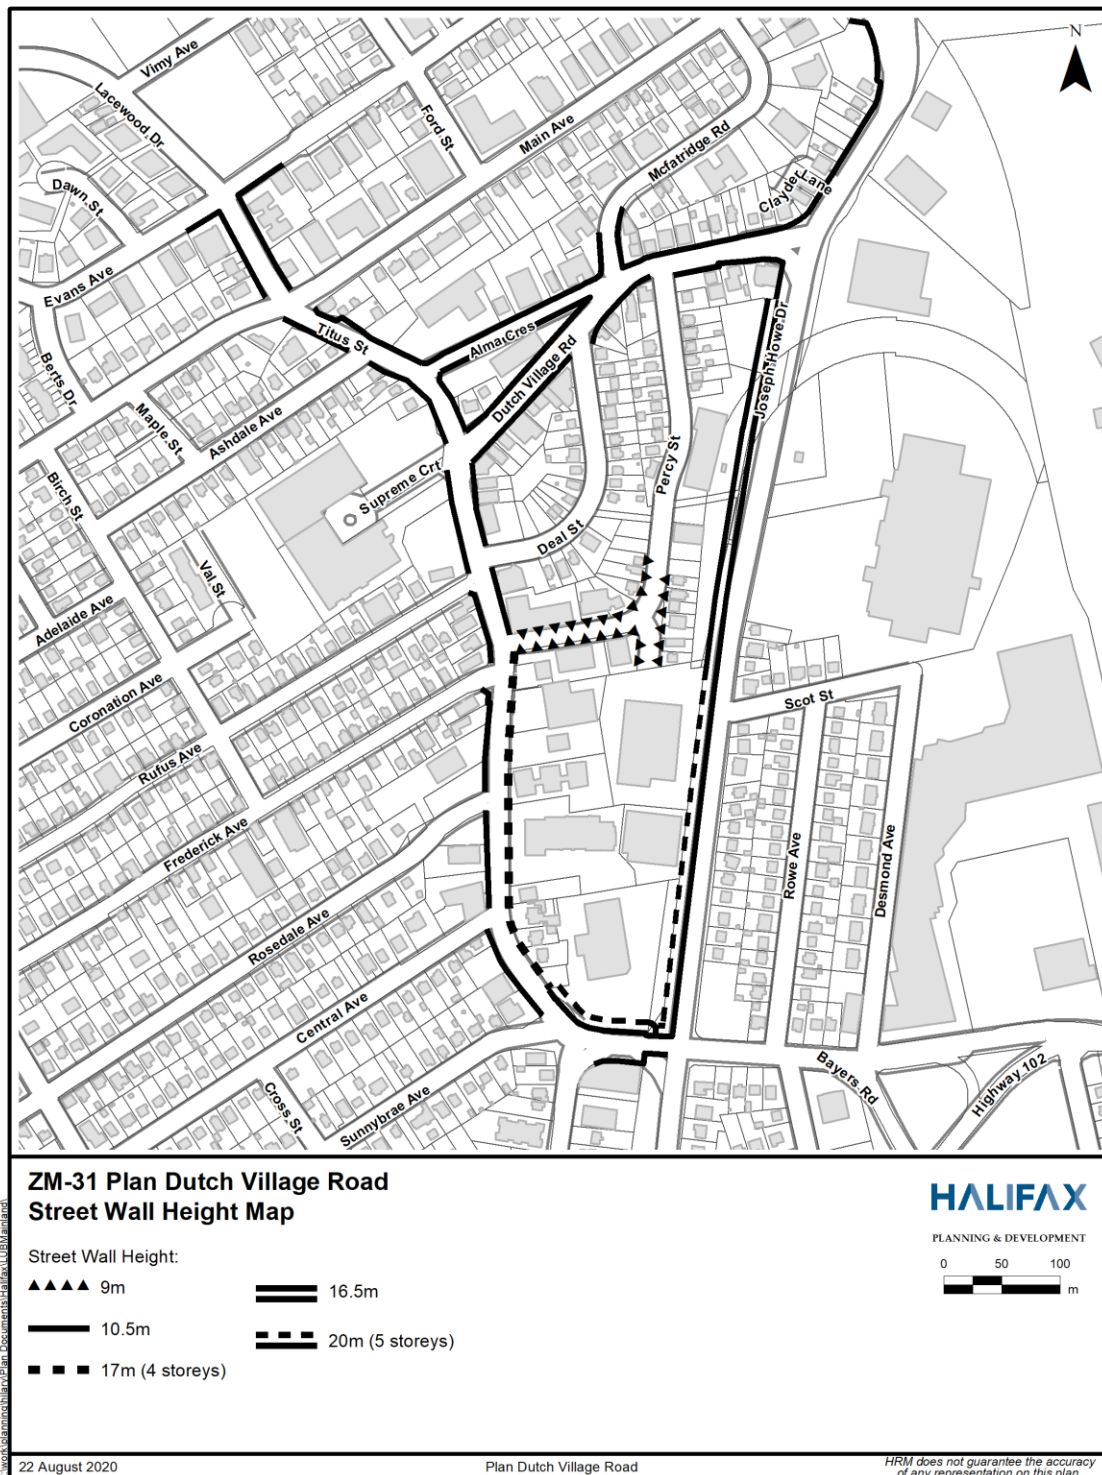 N
Vimy Ave
Lacewood Dr
Ford St
Main Ave
Mcfatridge Rd
Dawn St
Clayder Lane
Evans Ave
Titus St
Alma Cres
Dutch Village Rd
Joseph Howe Dr
Berts Dr
Maple St
Ashdale Ave
Percy St
Supreme Crt
Birch St
Deal St
Val St
Adelaide Ave
Coronation Ave
Scot St
Rufus Ave
Frederick Ave
Rowe Ave
Desmond Ave
Rosedale Ave
Central Ave
Cross St
Sunnybrae Ave
Bayers Rd
Highway 102
ZM-31 Plan Dutch Village Road
Street Wall Height Map
Street Wall Height:
9m
10.5m
17m (4 storeys)
16.5m
20m (5 storeys)
HALIFAX
PLANNING & DEVELOPMENT
0 50 100
m
22 August 2020
Plan Dutch Village Road
HRM does not guarantee the accuracy
of any representation on this plan